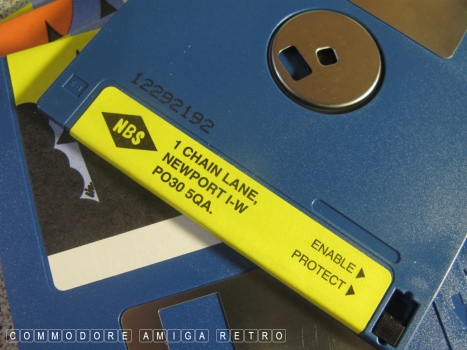 12292192
NBS
1 CHAIN LANE,
NEWPORT I-W
PO30 5QA.
ENABLE
PROTECT
COMMODORE AMIGA RETRO